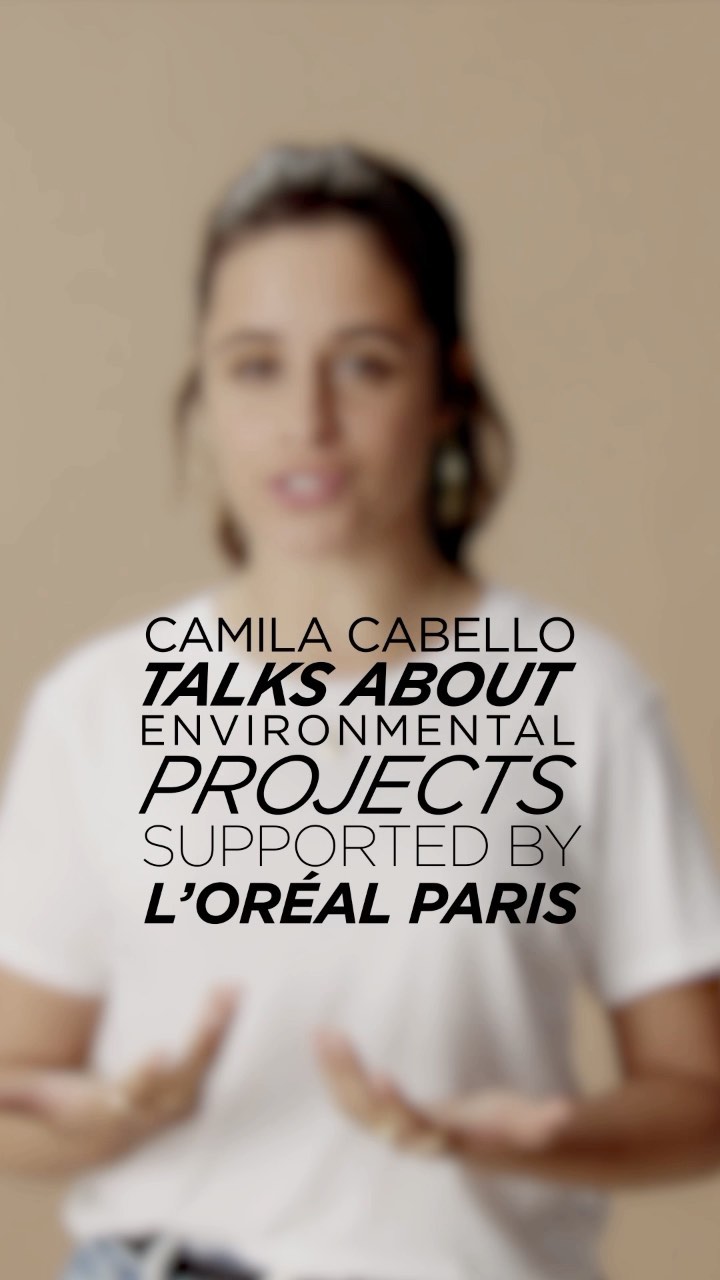 CAMILA CABELLO
TALKS ABOUT
ENVIRONMENTAL
PROJECTS
SUPPORTED BY
L’ORÉAL PARIS